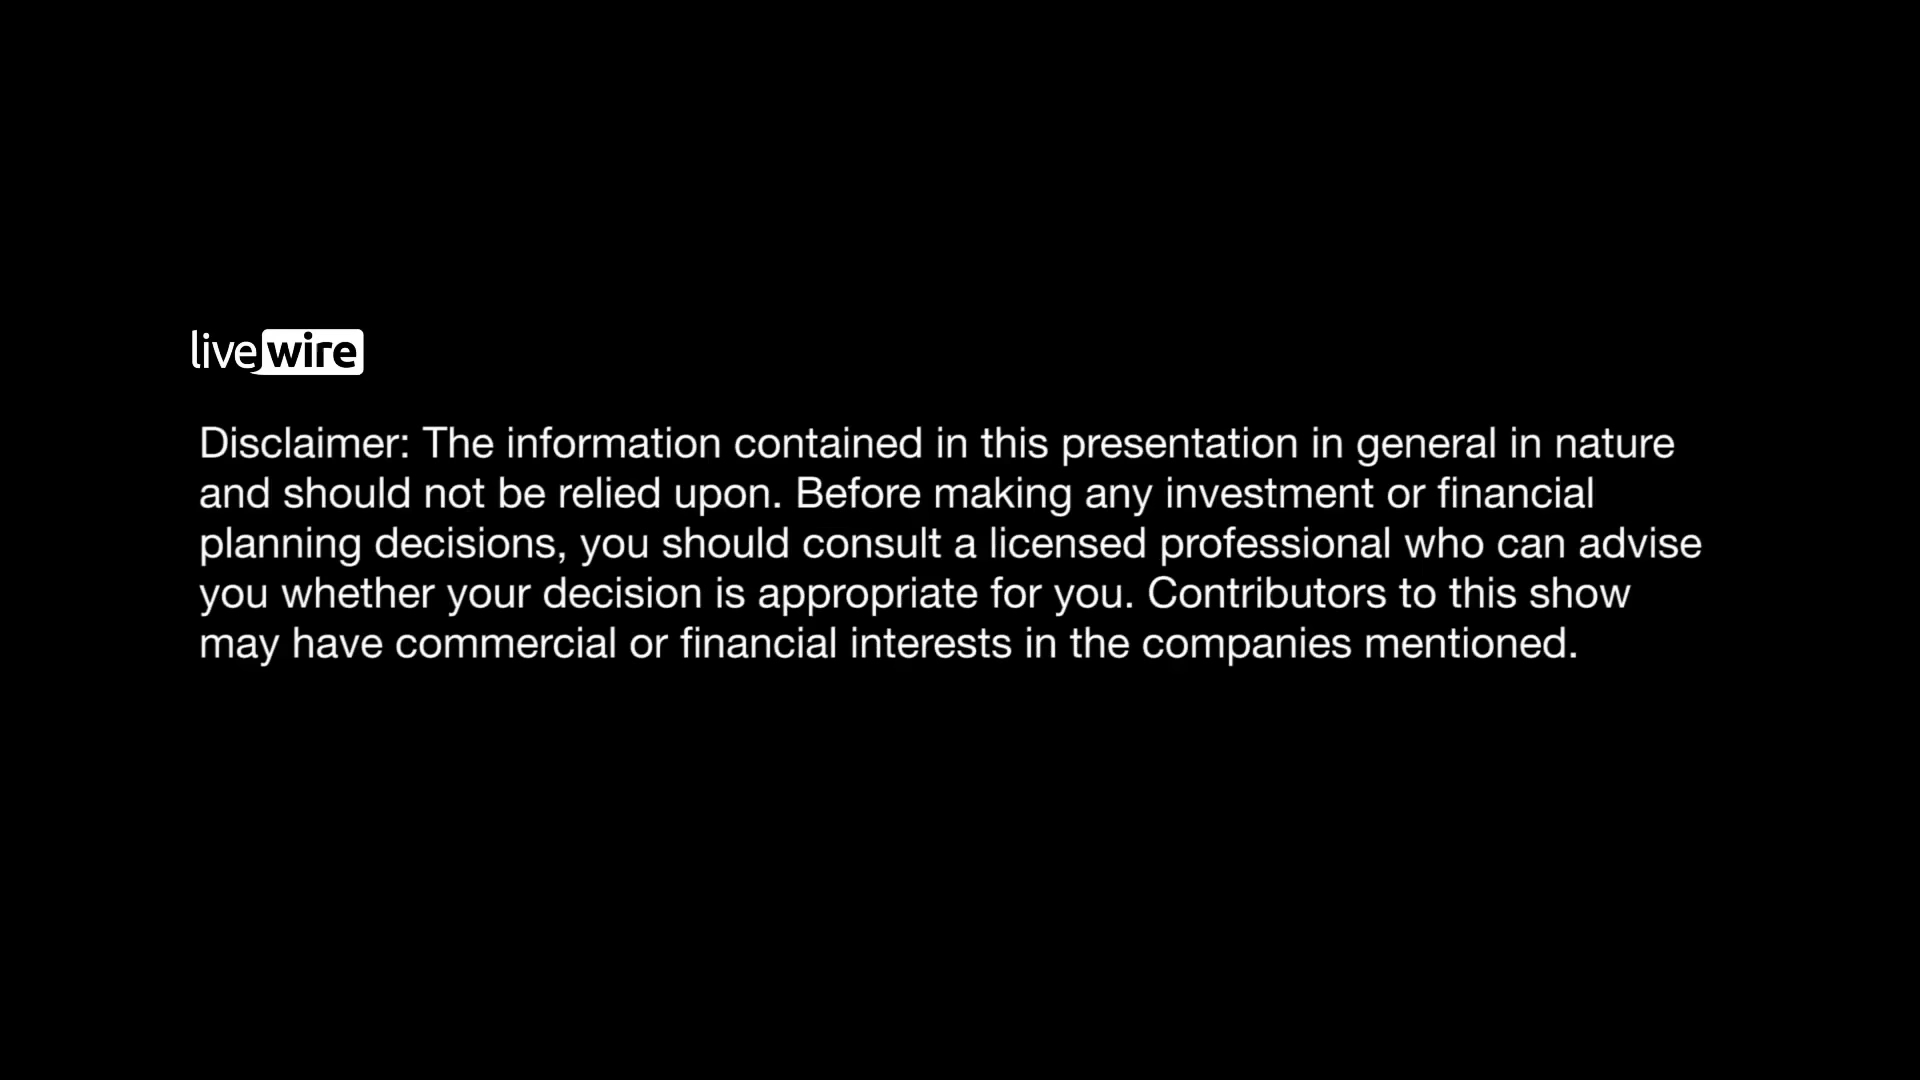 livewire
Disclaimer: The information contained in this presentation in general in nature
and should not be relied upon. Before making any investment or financial
planning decisions, you should consult a licensed professional who can advise
you whether your decision is appropriate for you. Contributors to this show
may have commercial or financial interests in the companies mentioned.